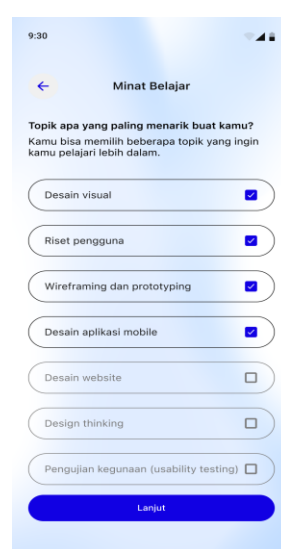 9:30
Minat Belajar
Topik apa yang paling menarik buat kamu?
Kamu bisa memilih beberapa topik yang ingin
kamu pelajari lebih dalam.
Desain visual
Riset pengguna
Wireframing dan prototyping
Desain aplikasi mobile
Desain website
Design thinking
Pengujian kegunaan (usability testing)
Lanjut